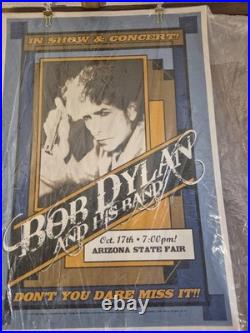 IN SHOW & CONCERT!
BOB DYLAN
AND HIS BAND
Oct. 17th • 7:00pm!
ARIZONA STATE FAIR
DON'T YOU DARE MISS IT!!